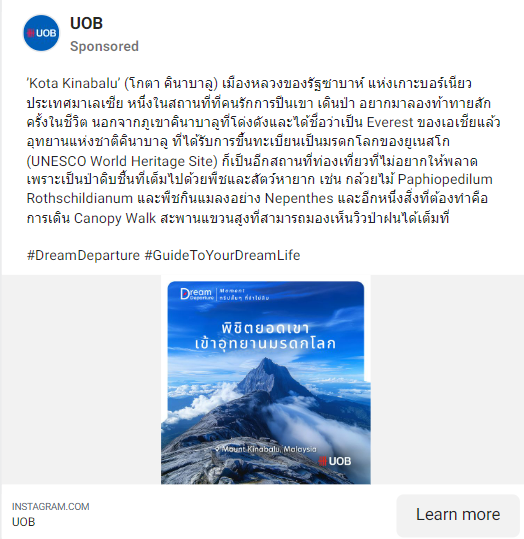 UOB
UOB
Sponsored
'Kota Kinabalu' (โกตา คินาบาลู) เมืองหลวงของรัฐซาบาห์ แห่งเกาะบอร์เนียว
ประเทศมาเลเซีย หนึ่งในสถานที่ที่คนรักการปีนเขา เดินป่า อยากมาลองท้าทายสัก
ครั้งในชีวิต นอกจากภูเขาคินาบาลูที่โด่งดังและได้ชื่อว่าเป็น Everest ของเอเชียแล้ว
อุทยานแห่งชาติคินาบาลู ที่ได้รับการขึ้นทะเบียนเป็นมรดกโลกของยูเนสโก
(UNESCO World Heritage Site) ก็เป็นอีกสถานที่ท่องเที่ยวที่ไม่อยากให้พลาด
เพราะเป็นป่าดิบชื้นที่เต็มไปด้วยพืชและสัตว์หายาก เช่น กล้วยไม้ Paphiopedilum
Rothschildianum และพืชกินแมลงอย่าง Nepenthes และอีกหนึ่งสิ่งที่ต้องทำคือ
การเดิน Canopy Walk สะพานแขวนสูงที่สามารถมองเห็นวิวป่าฝนได้เต็มที่
#DreamDeparture #GuideToYourDreamLife
Dream Departure
Moment
ทริปสั้นๆ ที่จำไม่ลืม
พิชิตยอดเขา
เข้าอุทยานมรดกโลก
Mount Kinabalu, Malaysia
UOB
INSTAGRAM.COM
UOB
Learn more